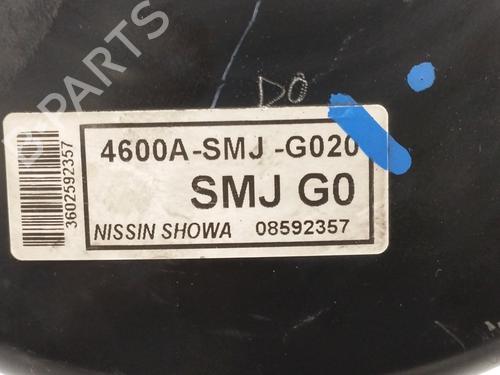 DO
4600A-SMJ -G020
SMJ G0
NISSIN SHOWA 08592357
3602592357
B-PARTS